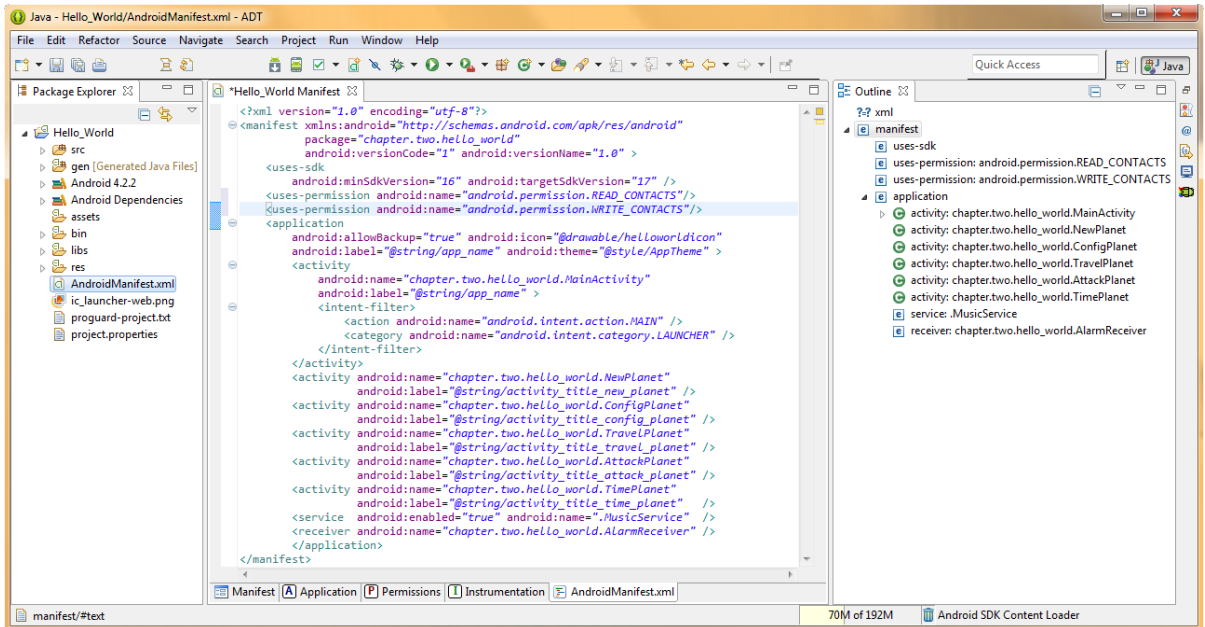 Java - Hello_World/AndroidManifest.xml - ADT
File Edit Refactor Source Navigate Search Project Run Window Help
Quick Access
Java
Package Explorer
Hello_World
src
gen [Generated Java Files]
Android 4.2.2
Android Dependencies
assets
bin
libs
res
AndroidManifest.xml
ic_launcher-web.png
proguard-project.txt
project.properties
*Hello_World Manifest
<?xml version="1.0" encoding="utf-8"?>
<manifest xmlns:android="http://schemas.android.com/apk/res/android"
package="chapter.two.hello_world"
android:versionCode="1" android:versionName="1.0" >
<uses-sdk
android:minSdkVersion="16" android:targetSdkVersion="17" />
<uses-permission android:name="android.permission.READ_CONTACTS"/>
<uses-permission android:name="android.permission.WRITE_CONTACTS"/>
<application
android:allowBackup="true" android:icon="@drawable/helloworldicon"
android:label="@string/app_name" android:theme="@style/AppTheme" >
<activity
android:name="chapter.two.hello_world.MainActivity"
android:label="@string/app_name" >
<intent-filter>
<action android:name="android.intent.action.MAIN" />
<category android:name="android.intent.category.LAUNCHER" />
</intent-filter>
</activity>
<activity android:name="chapter.two.hello_world.NewPlanet"
android:label="@string/activity_title_new_planet" />
<activity android:name="chapter.two.hello_world.ConfigPlanet"
android:label="@string/activity_title_config_planet" />
<activity android:name="chapter.two.hello_world.TravelPlanet"
android:label="@string/activity_title_travel_planet" />
<activity android:name="chapter.two.hello_world.AttackPlanet"
android:label="@string/activity_title_attack_planet" />
<activity android:name="chapter.two.hello_world.TimePlanet"
android:label="@string/activity_title_time_planet" />
<service android:enabled="true" android:name=".MusicService" />
<receiver android:name="chapter.two.hello_world.AlarmReceiver" />
</application>
</manifest>
Manifest A Application P Permissions I Instrumentation AndroidManifest.xml
Outline
?=? xml
e manifest
e uses-sdk
e uses-permission: android.permission.READ_CONTACTS
e uses-permission: android.permission.WRITE_CONTACTS
e application
C activity: chapter.two.hello_world.MainActivity
C activity: chapter.two.hello_world.NewPlanet
C activity: chapter.two.hello_world.ConfigPlanet
C activity: chapter.two.hello_world.TravelPlanet
C activity: chapter.two.hello_world.AttackPlanet
C activity: chapter.two.hello_world.TimePlanet
e service: .MusicService
e receiver: chapter.two.hello_world.AlarmReceiver
manifest/#text
70M of 192M
Android SDK Content Loader